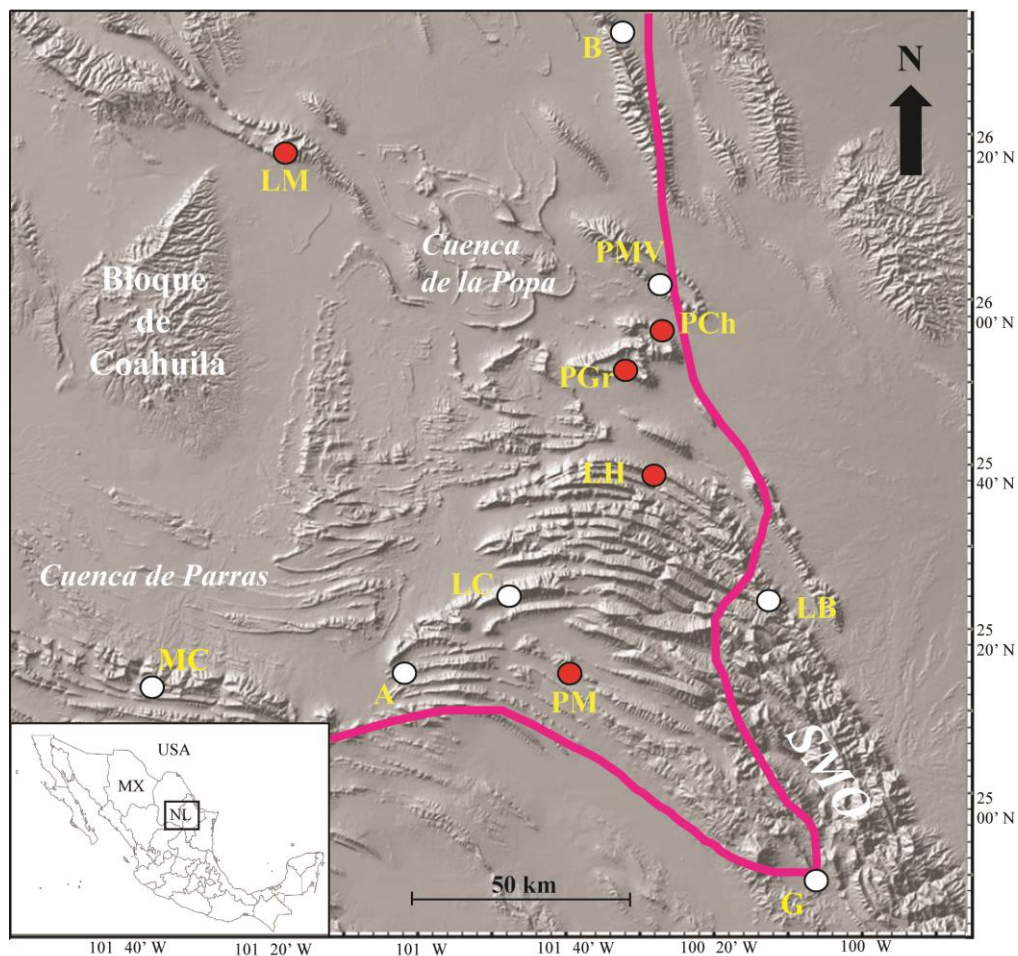 B
N
26
20' N
LM
Cuenca
de la Popa
PMV
Bloque
de
Coahuila
26
00' N
PCh
PGr
25
40' N
LH
Cuenca de Parras
LC
LB
25
20' N
MC
A
PM
SMO
USA
MX
NL
25
00' N
50 km
G
101 40' W
101 20' W
101 W
101 40' W
100 20' W
100 W